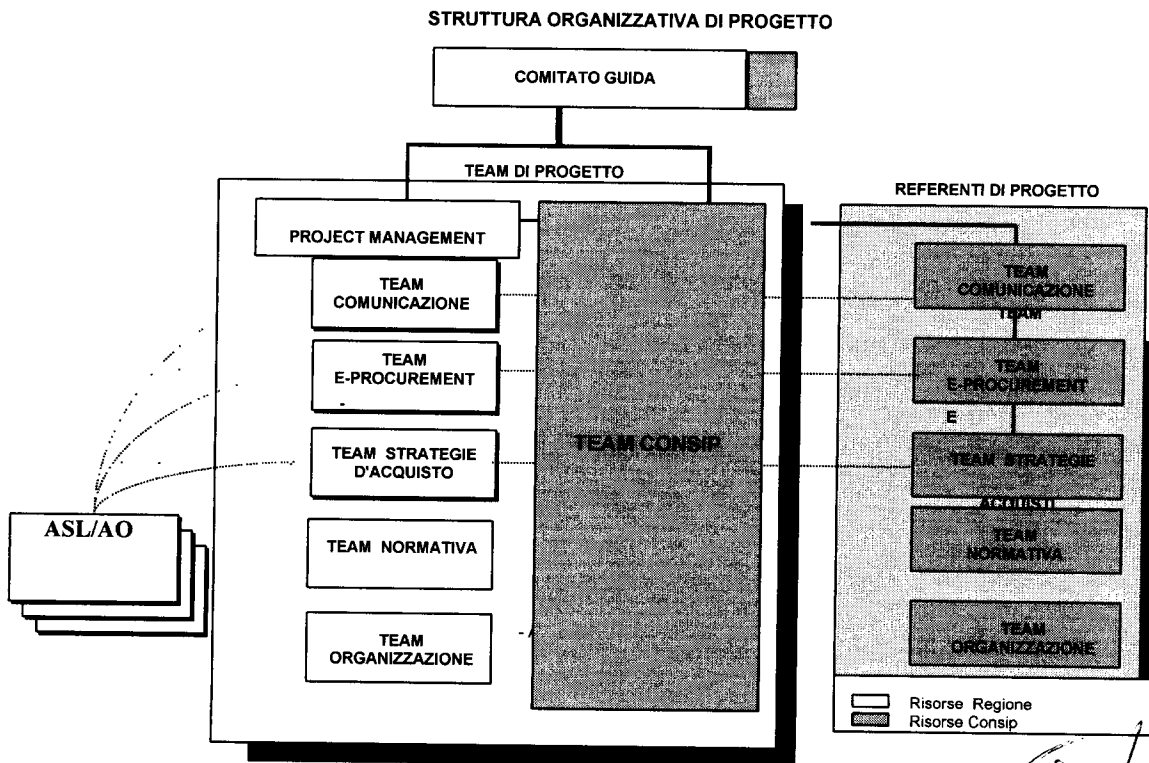 STRUTTURA ORGANIZZATIVA DI PROGETTO
COMITATO GUIDA
TEAM DI PROGETTO
PROJECT MANAGEMENT
TEAM
COMUNICAZIONE
TEAM
E-PROCUREMENT
TEAM STRATEGIE
D'ACQUISTO
TEAM NORMATIVA
TEAM
ORGANIZZAZIONE
TEAM CONSIP
ASL/AO
REFERENTI DI PROGETTO
TEAM
COMUNICAZIONE
TEAM
TEAM
E-PROCUREMENT
E
TEAM STRATEGIE
ACQUISTI
TEAM
NORMATIVA
TEAM
ORGANIZZAZIONE
Risorse Regione
Risorse Consip